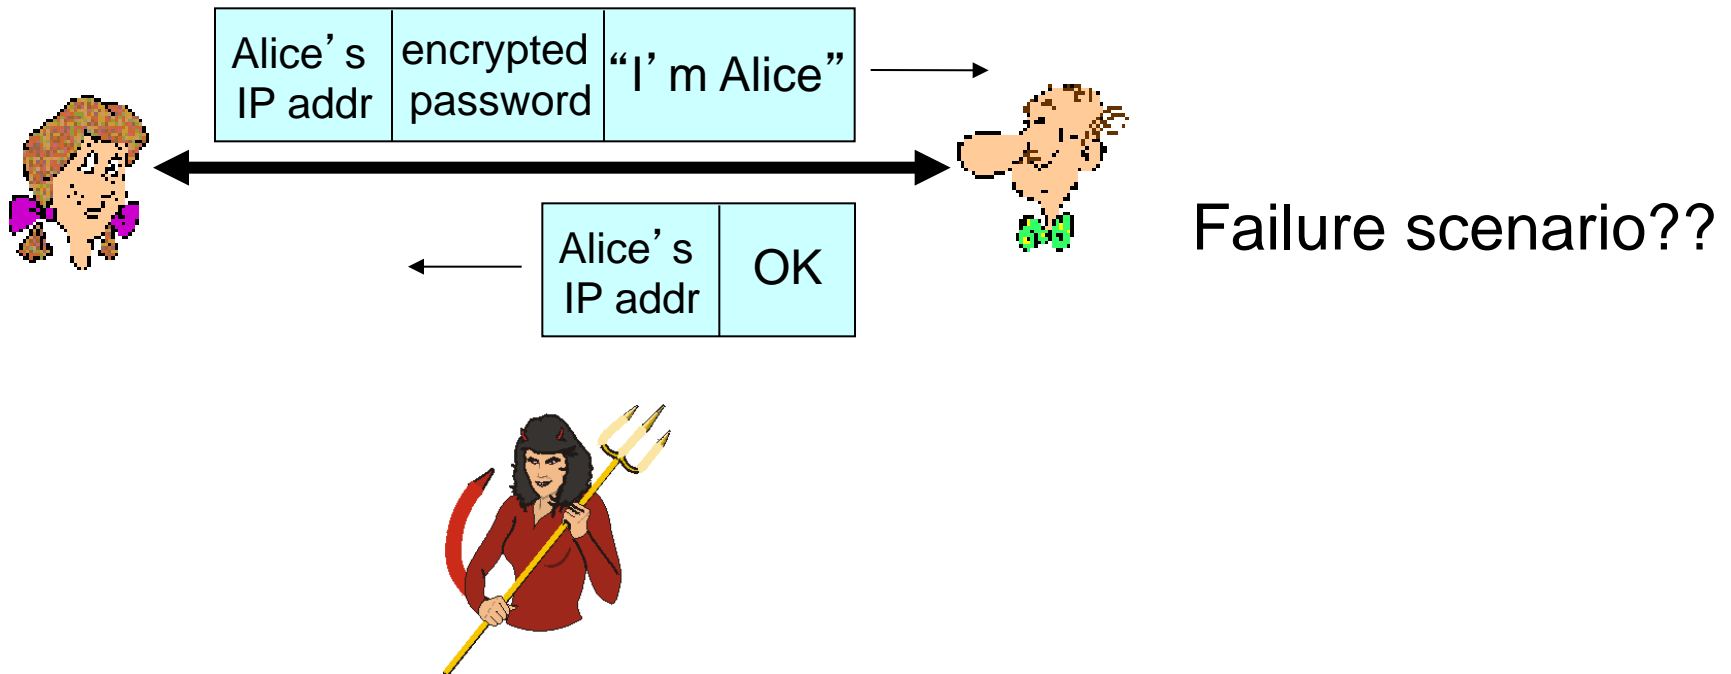 Alice’s
IP addr
encrypted
password
“I’m Alice”
Alice’s
IP addr
OK
Failure scenario??